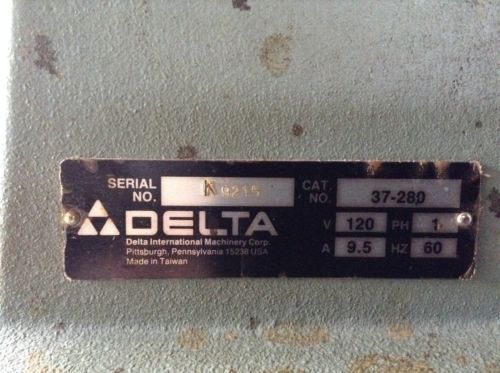 SERIAL NO. N 9215 CAT. NO. 37-280
DELTA V 120 PH 1
A 9.5 HZ 60
Delta International Machinery Corp.
Pittsburgh, Pennsylvania 15238 USA
Made in Taiwan